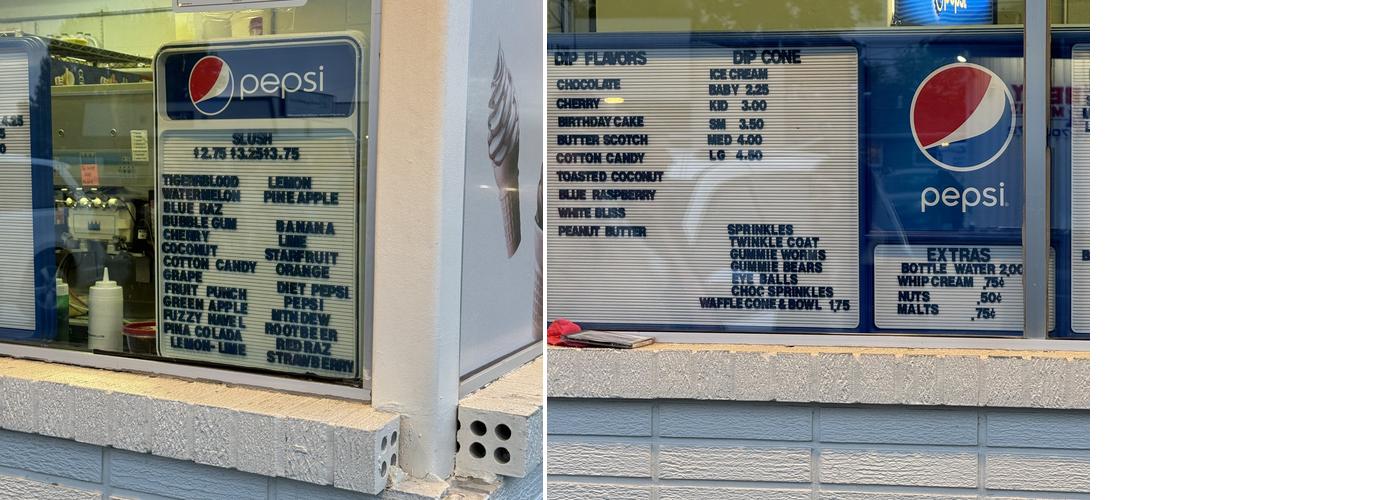 pepsi
SLUSH
$2.75 $3.25 $3.75
TIGERBLOOD
WATERMELON
BLUE RAZ
BUBBLE GUM
CHERRY
COCONUT
COTTON CANDY
GRAPE
FRUIT PUNCH
GREEN APPLE
FUZZY NAVEL
PINA COLADA
LEMON-LIME
LEMON
PINEAPPLE
BANANA
LIME
STARFRUIT
ORANGE
DIET PEPSI
PEPSI
MTN DEW
ROOTBEER
RED RAZ
STRAWBERRY
DIP FLAVORS
CHOCOLATE
CHERRY
BIRTHDAY CAKE
BUTTER SCOTCH
COTTON CANDY
TOASTED COCONUT
BLUE RASPBERRY
WHITE BLISS
PEANUT BUTTER
DIP CONE
ICE CREAM
BABY 2.25
KID 3.00
SM 3.50
MED 4.00
LG 4.50
SPRINKLES
TWINKLE COAT
GUMMIE WORMS
GUMMIE BEARS
EYE BALLS
CHOC SPRINKLES
WAFFLE CONE & BOWL 1.75
pepsi
pepsi
EXTRAS
BOTTLE WATER 2.00
WHIP CREAM .75¢
NUTS .50¢
MALTS .75¢